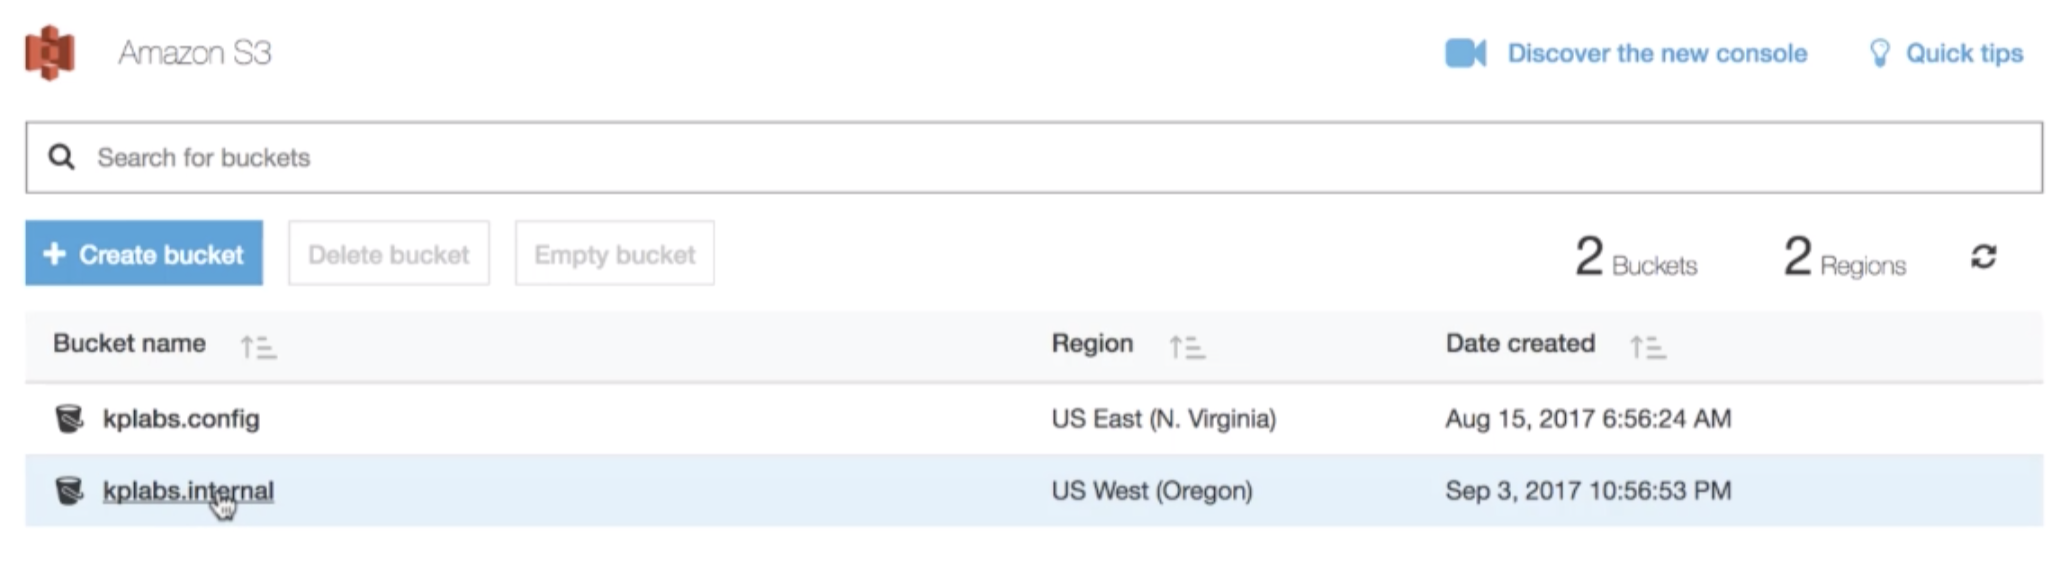 Amazon S3 Discover the new console Quick tips
Search for buckets
+ Create bucket Delete bucket Empty bucket 2 Buckets 2 Regions
Bucket name Region Date created
kplabs.config US East (N. Virginia) Aug 15, 2017 6:56:24 AM
kplabs.internal US West (Oregon) Sep 3, 2017 10:56:53 PM